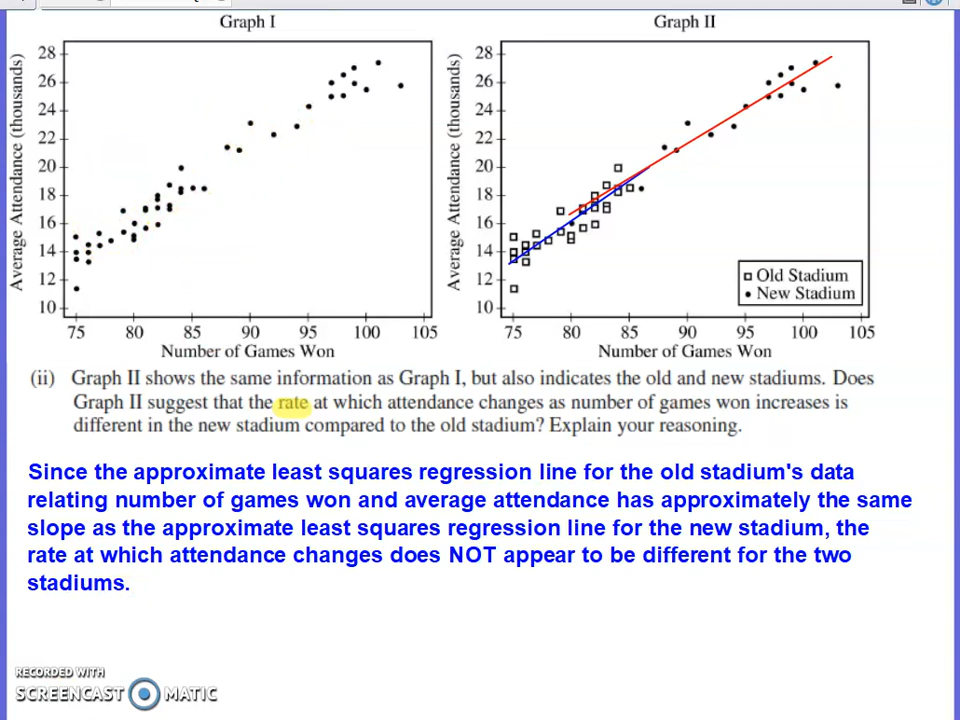 Graph I
Graph II
Average Attendance (thousands)
28
26
24
22
20
18
16
14
12
10
75 80 85 90 95 100 105
Number of Games Won
Average Attendance (thousands)
28
26
24
22
20
18
16
14
12
10
Old Stadium
New Stadium
75 80 85 90 95 100 105
Number of Games Won
(ii) Graph II shows the same information as Graph I, but also indicates the old and new stadiums. Does
Graph II suggest that the rate at which attendance changes as number of games won increases is
different in the new stadium compared to the old stadium? Explain your reasoning.
Since the approximate least squares regression line for the old stadium's data
relating number of games won and average attendance has approximately the same
slope as the approximate least squares regression line for the new stadium, the
rate at which attendance changes does NOT appear to be different for the two
stadiums.
RECORDED WITH
SCREENCAST MATIC